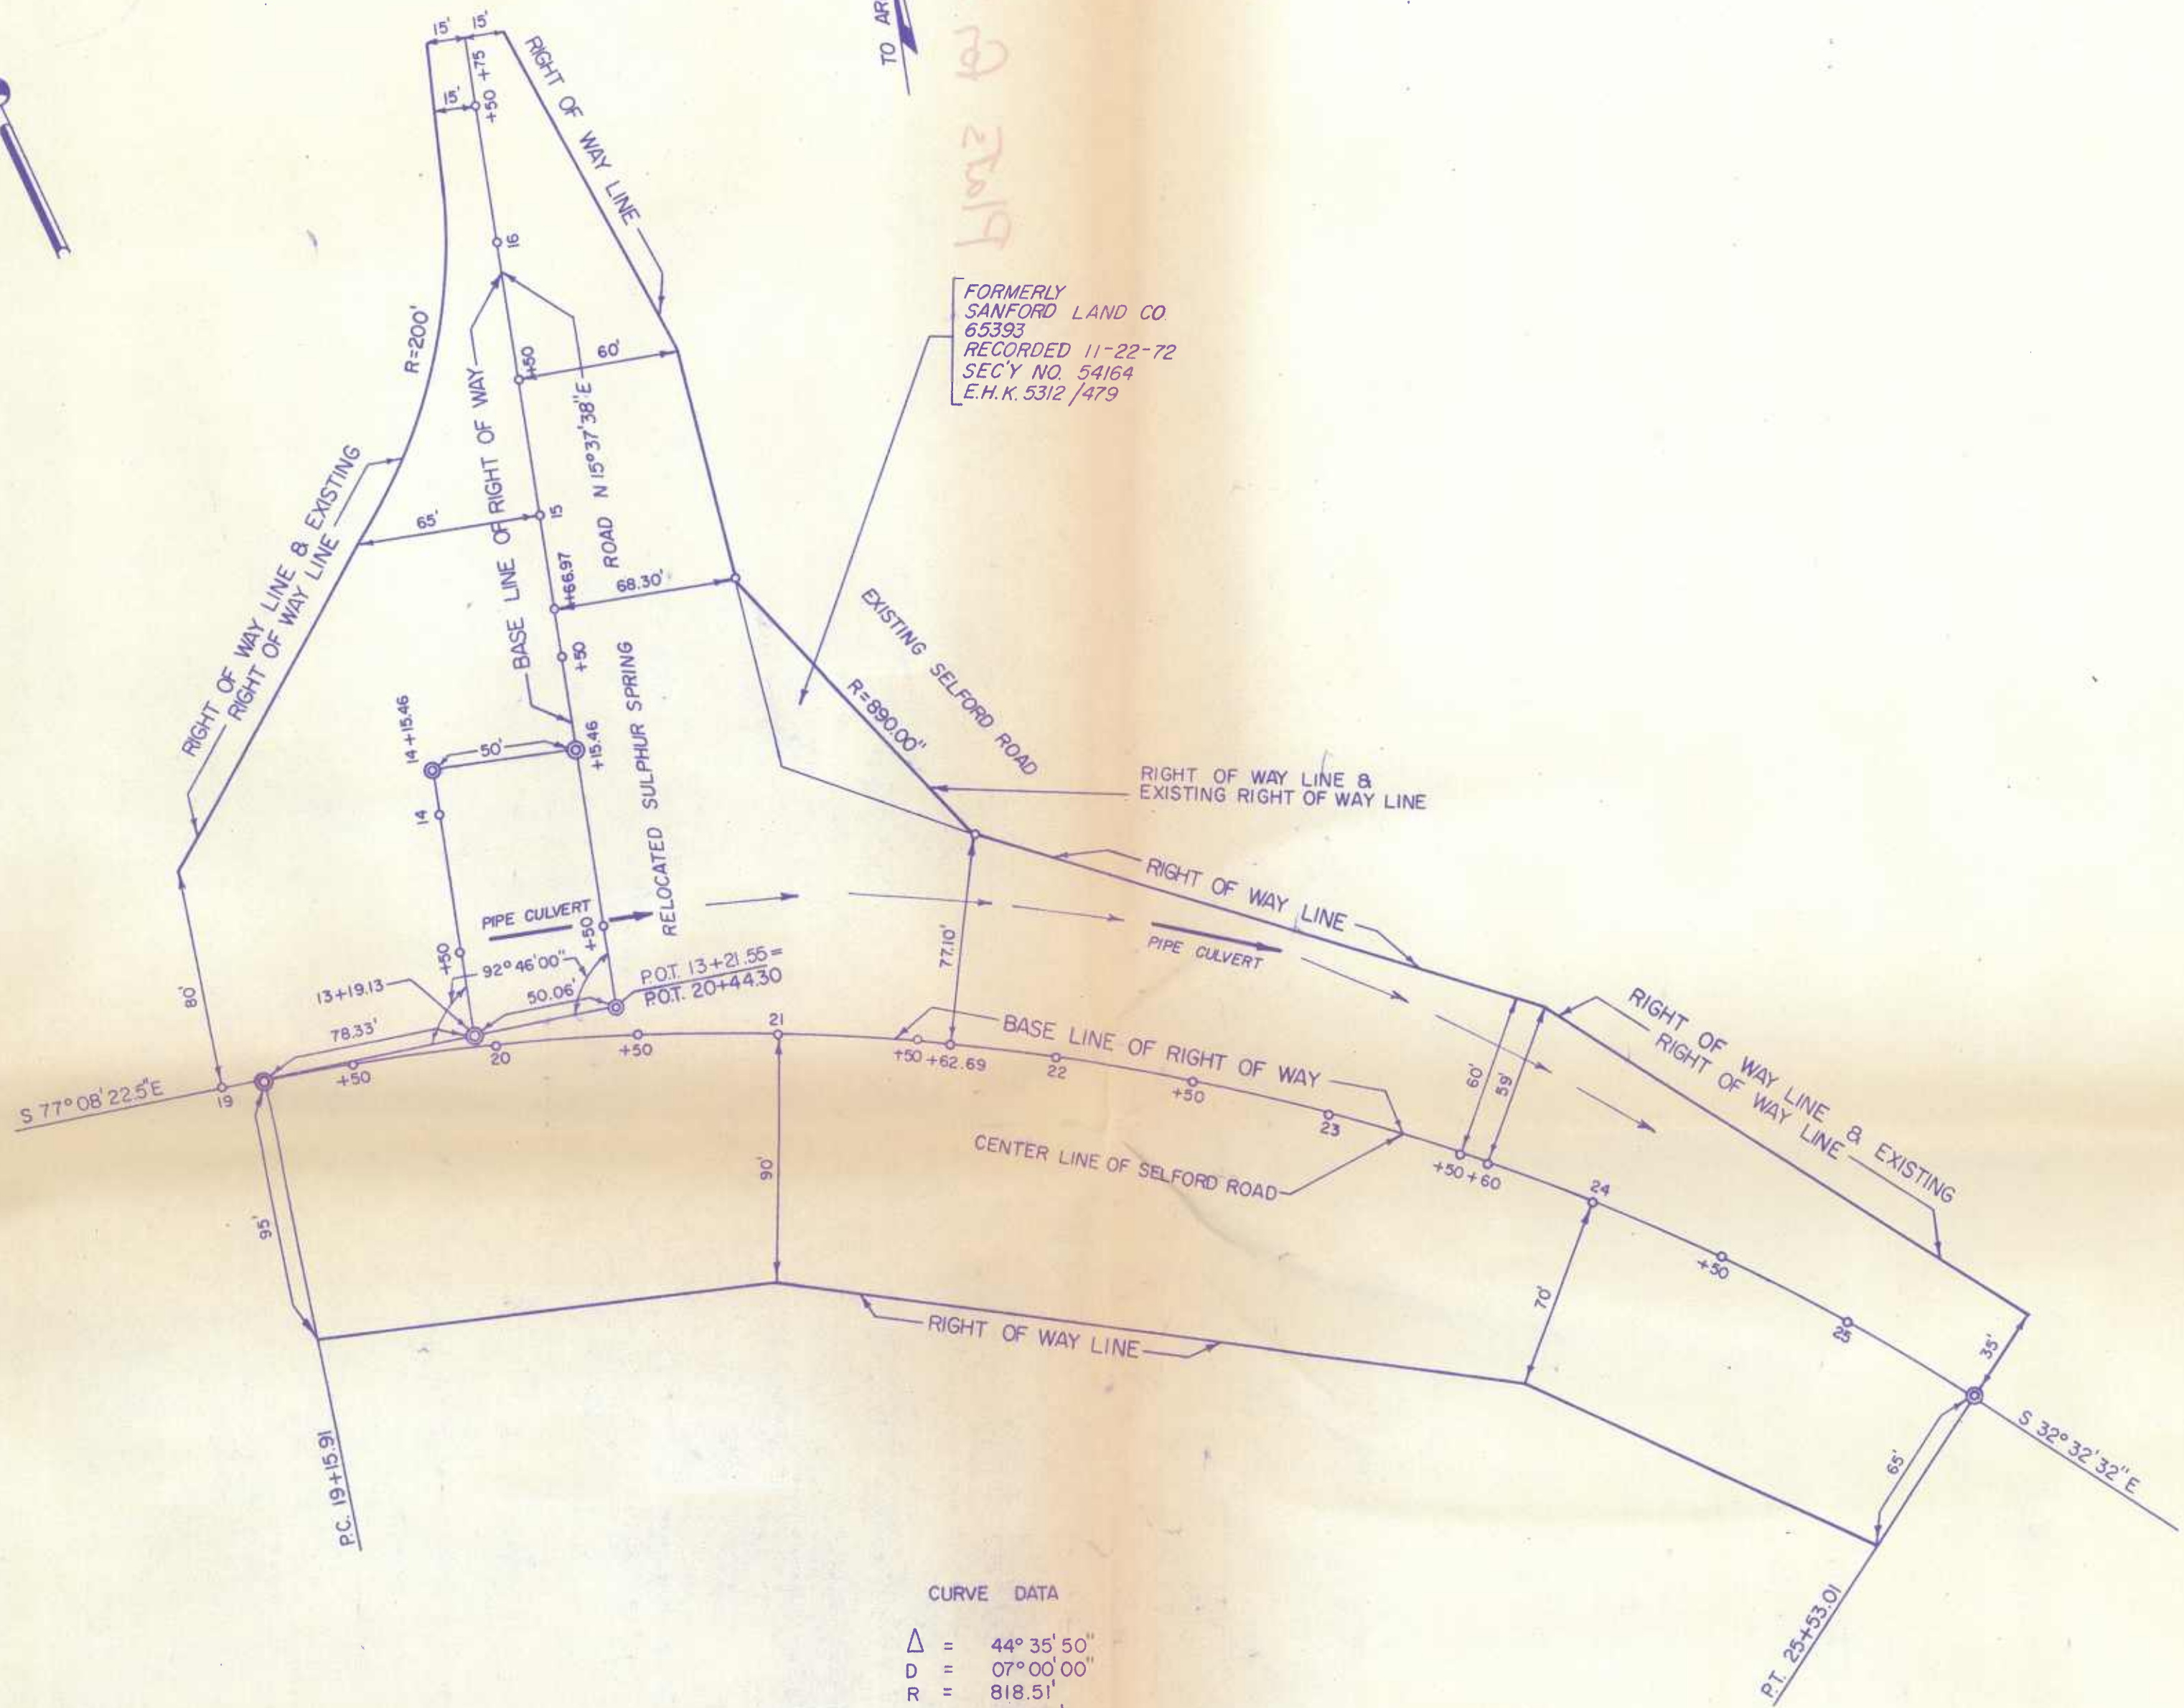 15'
15'
+75
15'
+50
RIGHT OF WAY LINE
TO AR
Plats
16
R=200'
FORMERLY
SANFORD LAND CO.
65393
RECORDED 11-22-72
SEC'Y NO. 54164
E.H.K. 5312/479
+50
60'
RIGHT OF WAY LINE & EXISTING
RIGHT OF WAY LINE
BASE LINE OF RIGHT OF WAY
RELOCATED SULPHUR SPRING ROAD N 15°37'38"E
65'
15
+66.97
68.30'
+50
EXISTING SELFORD ROAD
R=890.00"
14+15.46
50'
+15.46
14
RIGHT OF WAY LINE &
EXISTING RIGHT OF WAY LINE
RIGHT OF WAY LINE
PIPE CULVERT
+50
PIPE CULVERT
77.10'
80'
+50
92°46'00"
P.O.T. 13+21.55=
P.O.T. 20+44.30
13+19.13
50.06'
78.33'
S 77°08'22.5"E
19
+50
20
+50
21
+50
+62.69
BASE LINE OF RIGHT OF WAY
22
+50
23
60'
59'
RIGHT OF WAY LINE & EXISTING
RIGHT OF WAY LINE
CENTER LINE OF SELFORD ROAD
+50
+60
24
+50
25
95'
90'
70'
35'
RIGHT OF WAY LINE
65'
S 32°32'32"E
P.C. 19+15.91
P.T. 25+53.01
CURVE DATA
Δ = 44°35'50"
D = 07°00'00"
R = 818.51'